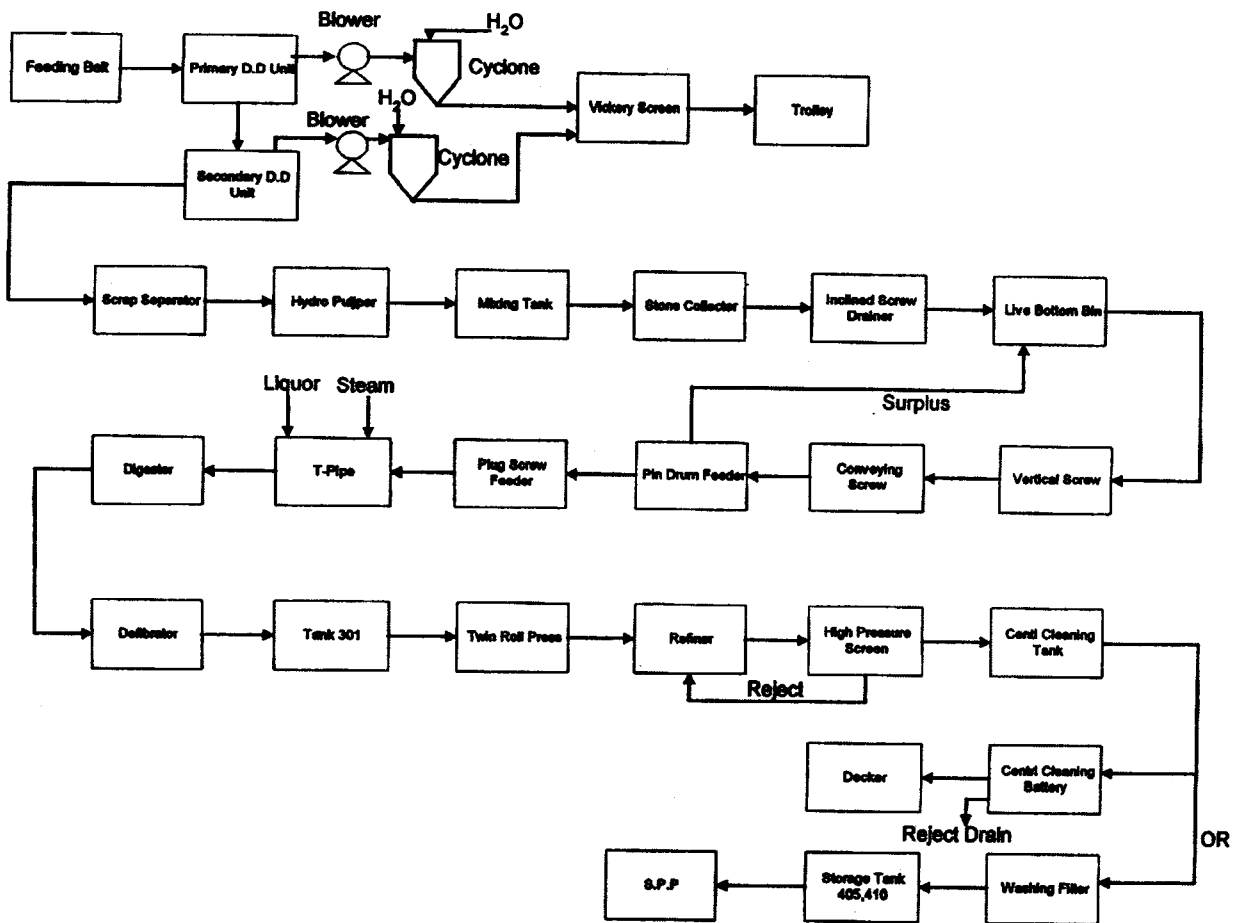 Blower
H₂O
Feeding Belt
Primary D.D Unit
Cyclone
Vickery Screen
Trolley
H₂O
Blower
Cyclone
Secondary D.D
Unit
Scrap Separator
Hydro Pulper
Mixing Tank
Stone Collector
Inclined Screw
Drainer
Live Bottom Bin
Liquor
Steam
Surplus
Digester
T-Pipe
Plug Screw
Feeder
Pin Drum Feeder
Conveying
Screw
Vertical Screw
Defibrator
Tank 301
Twin Roll Press
Refiner
High Pressure
Screen
Centi Cleaning
Tank
Reject
Decker
Centri Cleaning
Battery
Reject Drain
OR
S.P.P
Storage Tank
405,410
Washing Filter